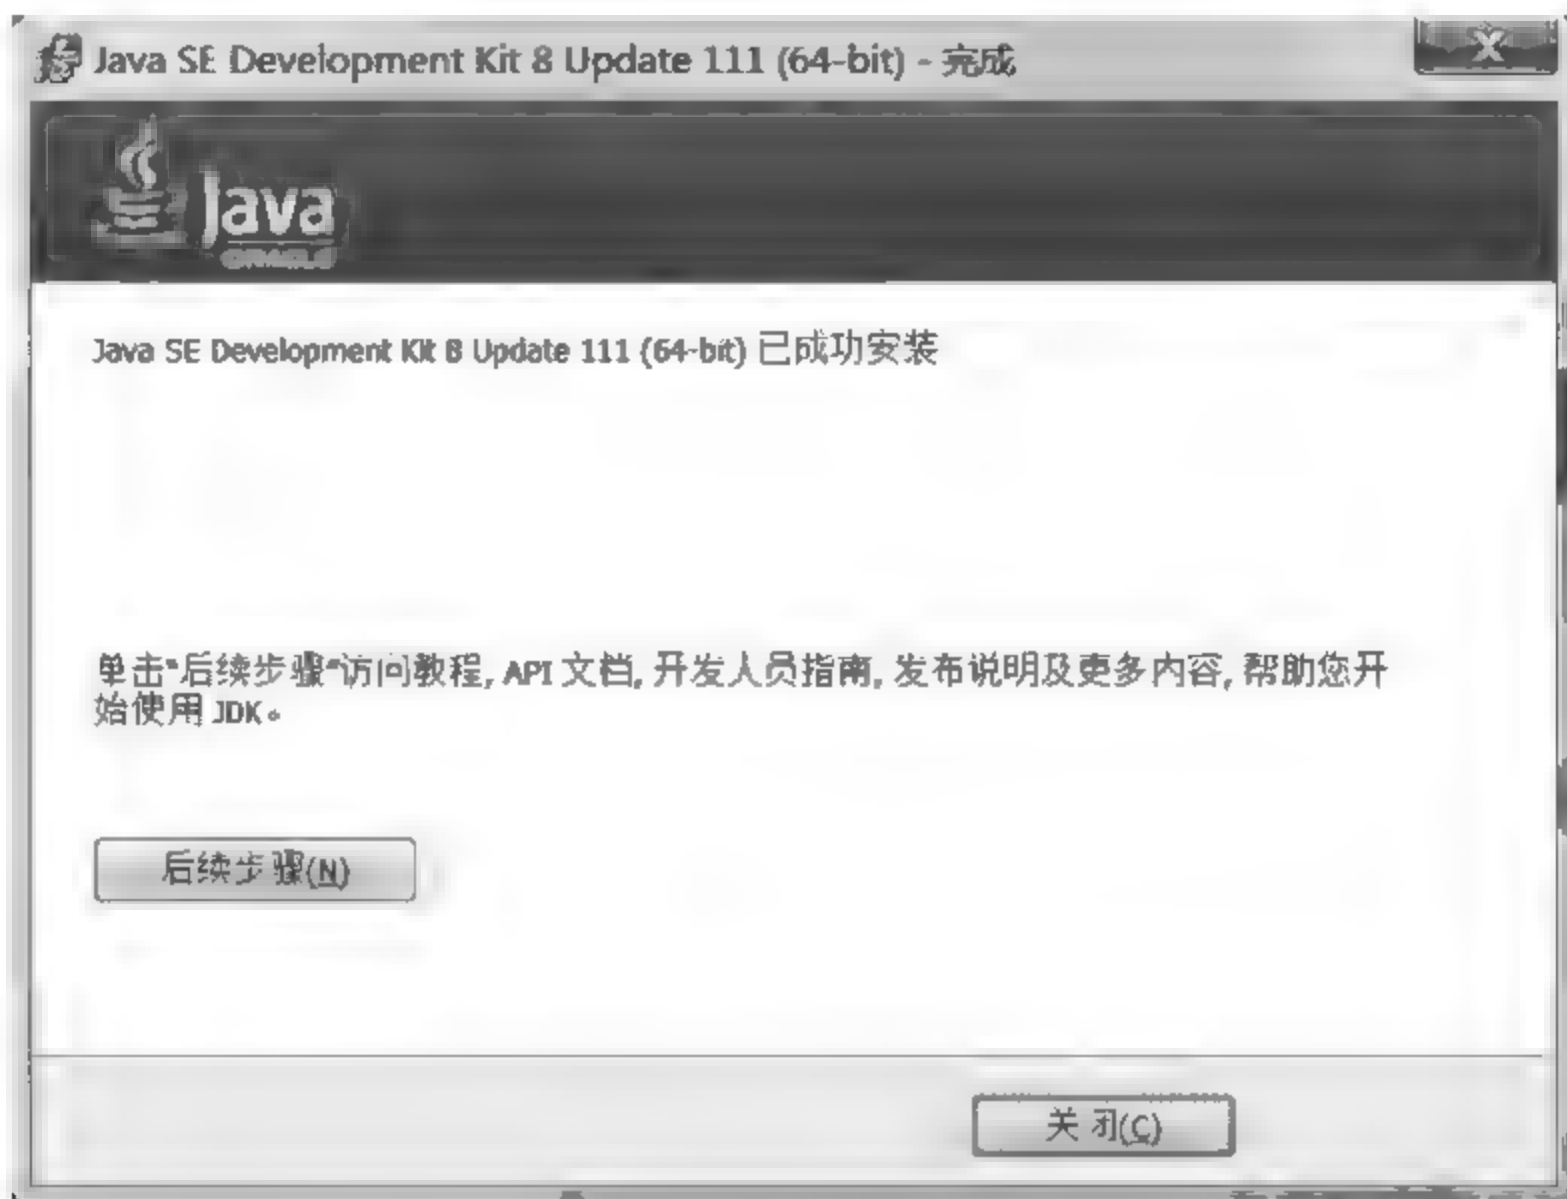 Java SE Development Kit 8 Update 111 (64-bit) - 完成
Java
ORACLE
Java SE Development Kit 8 Update 111 (64-bit) 已成功安装
单击"后续步骤"访问教程, API 文档, 开发人员指南, 发布说明及更多内容, 帮助您开
始使用 JDK。
后续步骤(N)
关闭(C)